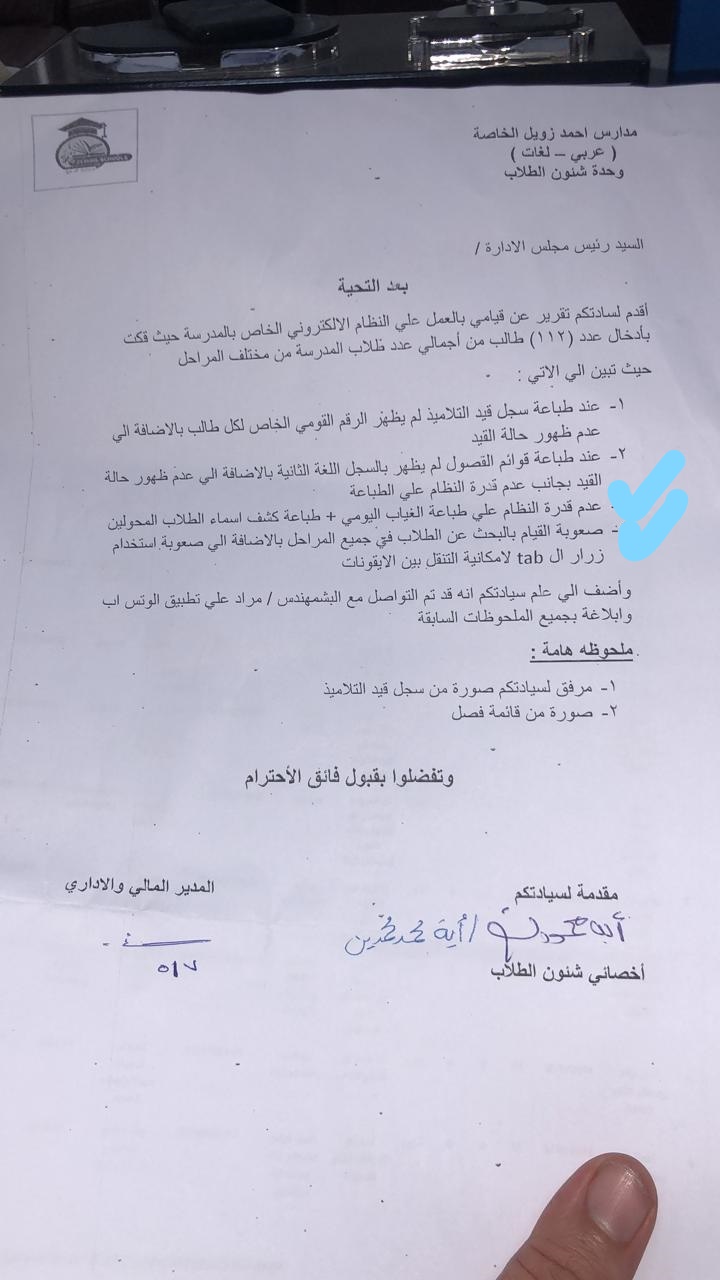 مدارس احمد زويل الخاصة
( عربي – لغات )
وحدة شئون الطلاب
السيد رئيس مجلس الادارة /
بعد التحية
أقدم لسادتكم تقرير عن قيامي بالعمل علي النظام الالكتروني الخاص بالمدرسة حيث قكت
بأدخال عدد (١١٢) طالب من أجمالي عدد طلاب المدرسة من مختلف المراحل
حيث تبين الي الاتي :
١- عند طباعة سجل قيد التلاميذ لم يظهر الرقم القومي الخاص لكل طالب بالاضافة الي
عدم ظهور حالة القيد
٢- عند طباعة قوائم الفصول لم يظهر بالسجل اللغة الثانية بالاضافة الي عدم ظهور حالة
القيد بجانب عدم قدرة النظام علي الطباعة
عدم قدرة النظام علي طباعة الغياب اليومي + طباعة كشف اسماء الطلاب المحولين
صعوبة القيام بالبحث عن الطلاب في جميع المراحل بالاضافة الي صعوبة استخدام
زرار ال tab لامكانية التنقل بين الايقونات
وأضف الي علم سيادتكم انه قد تم التواصل مع البشمهندس / مراد علي تطبيق الوتس اب
وابلاغة بجميع الملحوظات السابقة
ملحوظه هامة :
١- مرفق لسيادتكم صورة من سجل قيد التلاميذ
٢- صورة من قائمة فصل
وتفضلوا بقبول فائق الأحترام
مقدمة لسيادتكم
المدير المالي والاداري
/ أية محمد
أخصائي شئون الطلاب
٥/٧